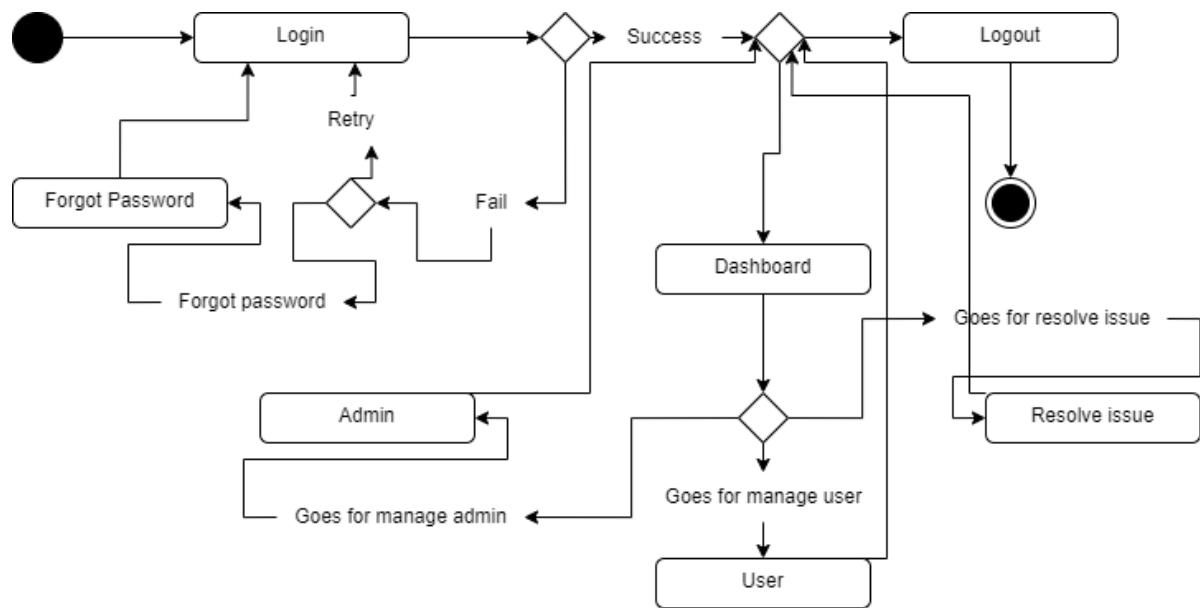 Login
Success
Logout
Retry
Forgot Password
Fail
Dashboard
Forgot password
Goes for resolve issue
Admin
Resolve issue
Goes for manage user
Goes for manage admin
User